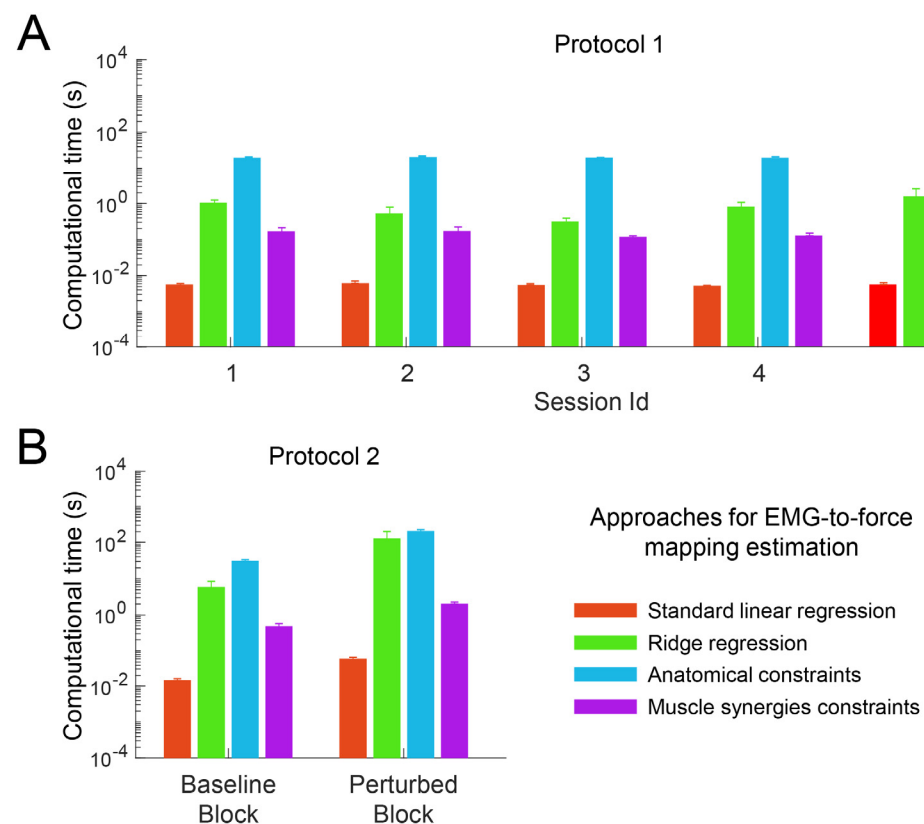 A
Protocol 1
Computational time (s)
10^4
10^2
10^0
10^-2
10^-4
1
2
3
4
Session Id
B
Protocol 2
Computational time (s)
10^4
10^2
10^0
10^-2
10^-4
Baseline
Block
Perturbed
Block
Approaches for EMG-to-force
mapping estimation
Standard linear regression
Ridge regression
Anatomical constraints
Muscle synergies constraints